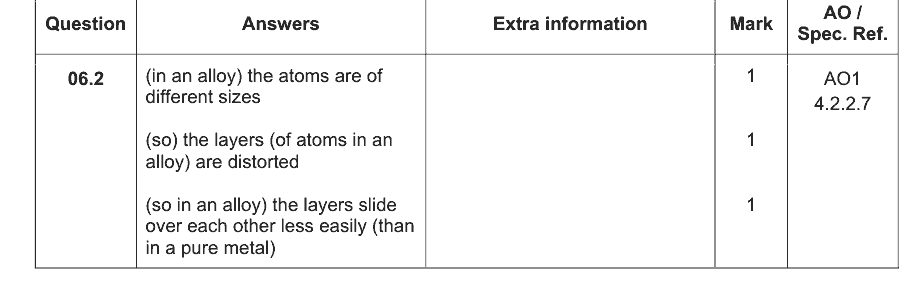 Question Answers Extra information Mark AO /
Spec. Ref.
06.2 (in an alloy) the atoms are of 1 AO1
different sizes 4.2.2.7
(so) the layers (of atoms in an 1
alloy) are distorted
(so in an alloy) the layers slide 1
over each other less easily (than
in a pure metal)